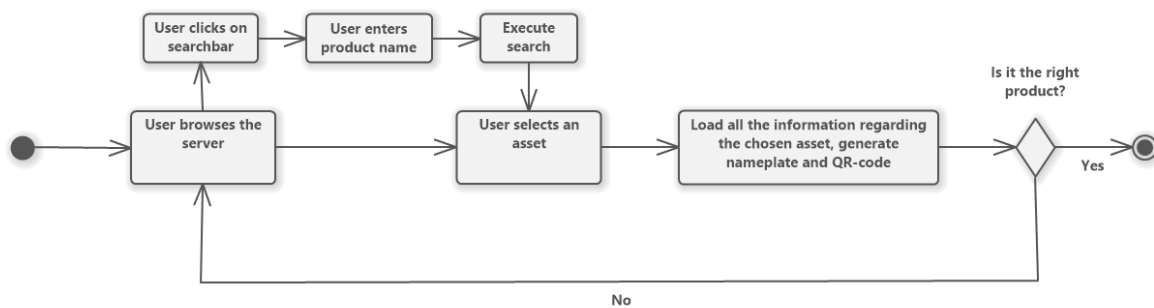 User clicks on
searchbar
User enters
product name
Execute
search
Is it the right
product?
User browses the
server
User selects an
asset
Load all the information regarding
the chosen asset, generate
nameplate and QR-code
Yes
No